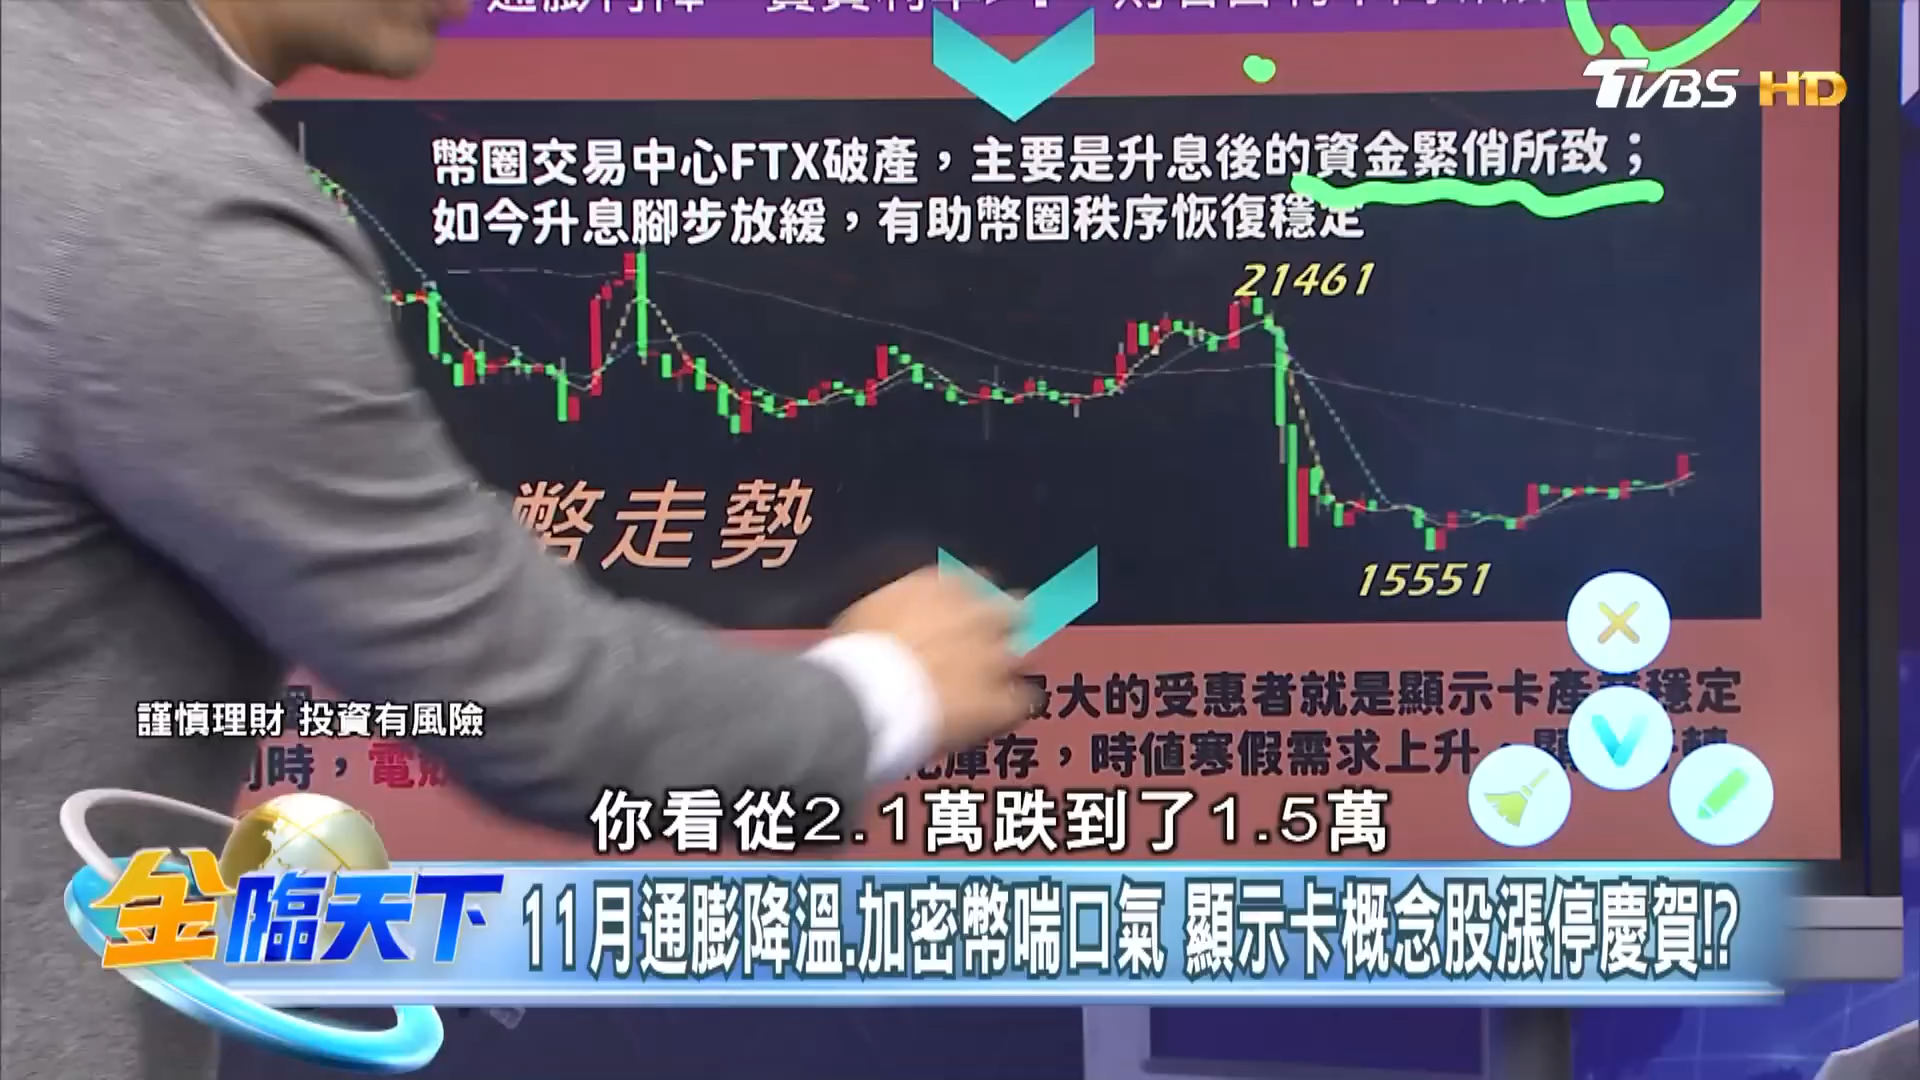 TVBS HD
幣圈交易中心FTX破產，主要是升息後的資金緊俏所致；
如今升息腳步放緩，有助幣圈秩序恢復穩定
21461
幣走勢
15551
大的受惠者就是顯示卡產 穩定
謹慎理財 投資有風險
時，電 庫存，時値寒假需求上升
你看從2.1萬跌到了1.5萬
金臨天下
11月通膨降溫.加密幣喘口氣 顯示卡概念股漲停慶賀!?